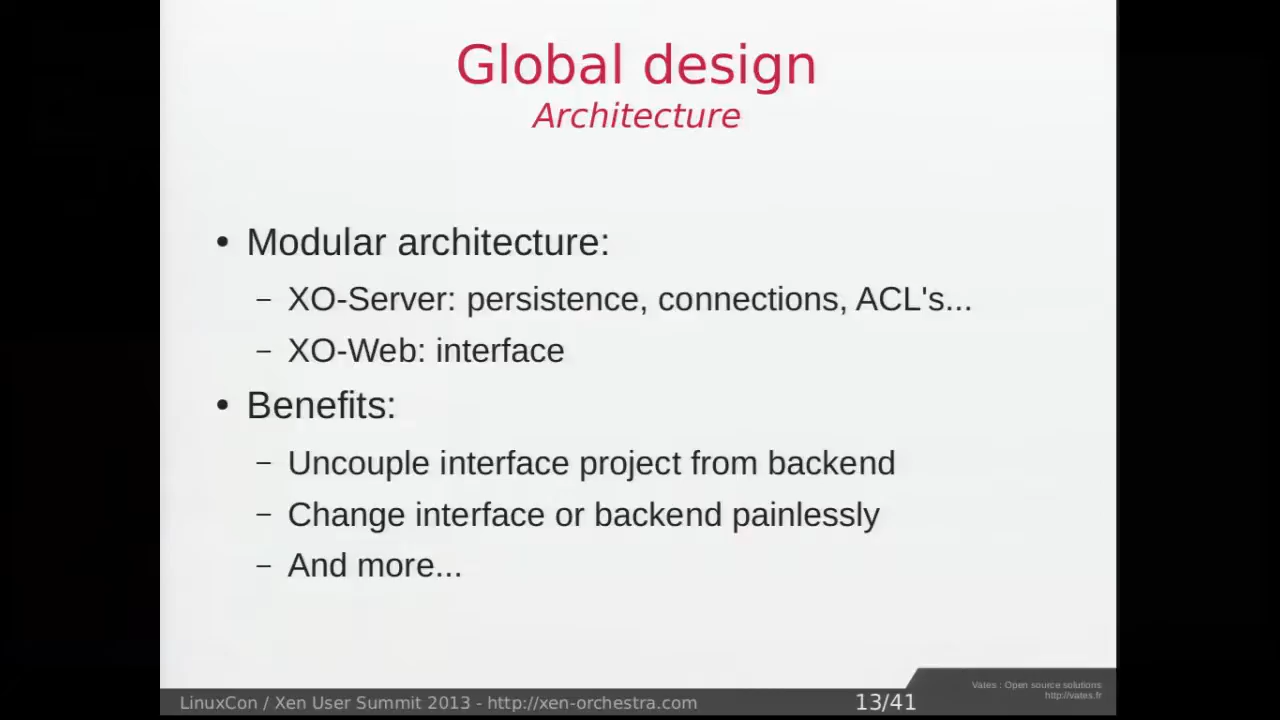 Global design
Architecture
• Modular architecture:
– XO-Server: persistence, connections, ACL's...
– XO-Web: interface
• Benefits:
– Uncouple interface project from backend
– Change interface or backend painlessly
– And more...
LinuxCon / Xen User Summit 2013 - http://xen-orchestra.com
13/41
Vates : Open source solutions
http://vates.fr